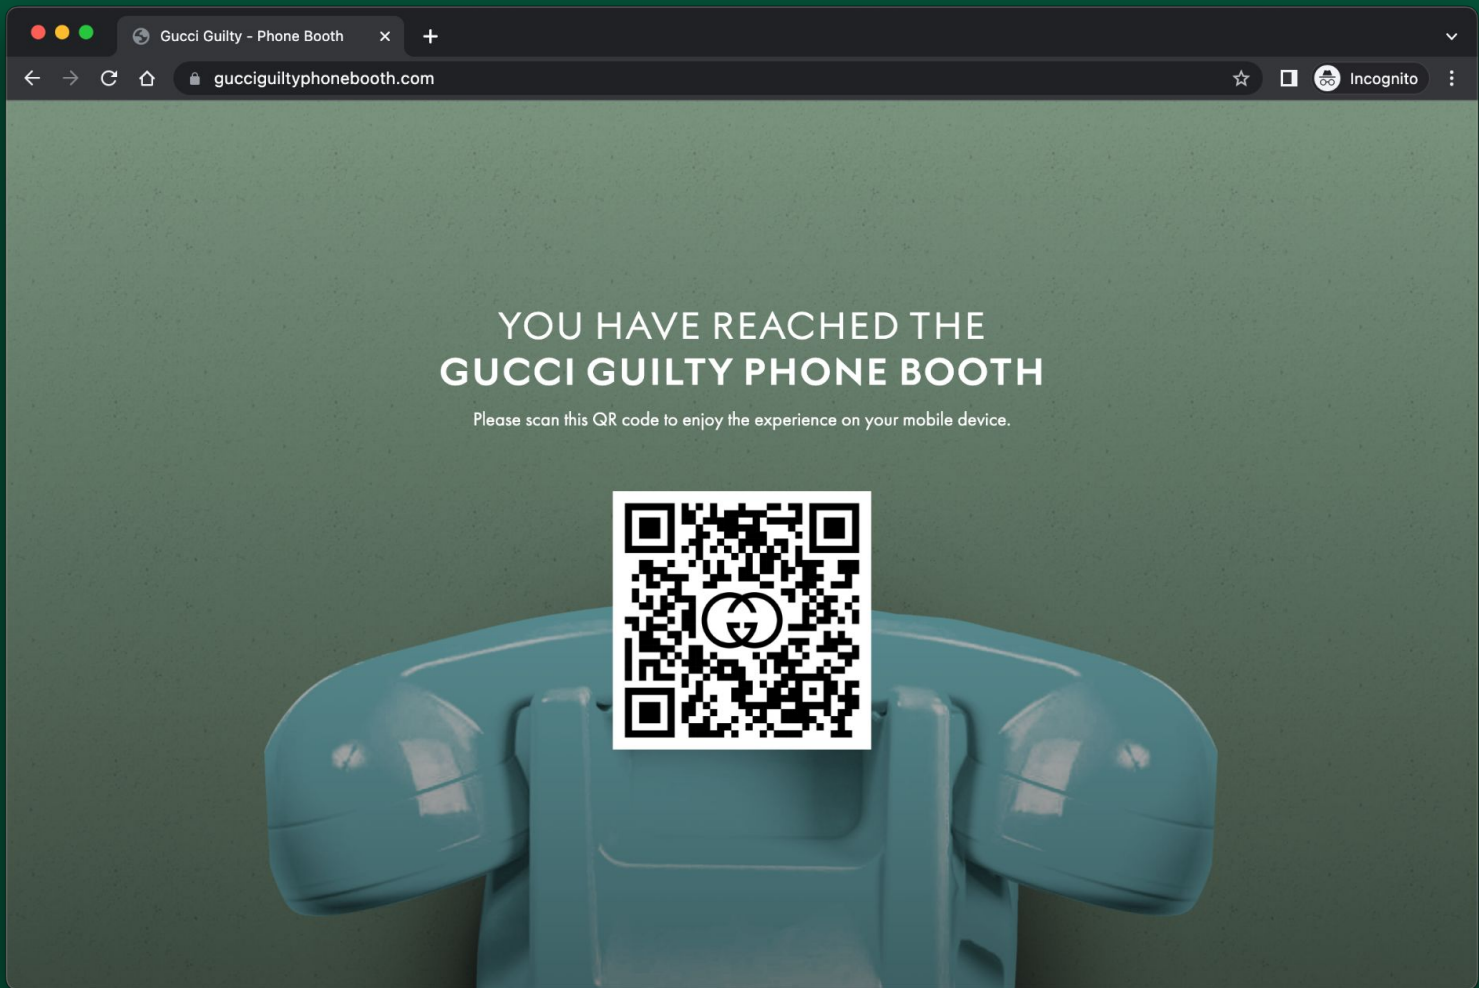 Gucci Guilty - Phone Booth
gucciguiltyphonebooth.com
Incognito
YOU HAVE REACHED THE
GUCCI GUILTY PHONE BOOTH
Please scan this QR code to enjoy the experience on your mobile device.